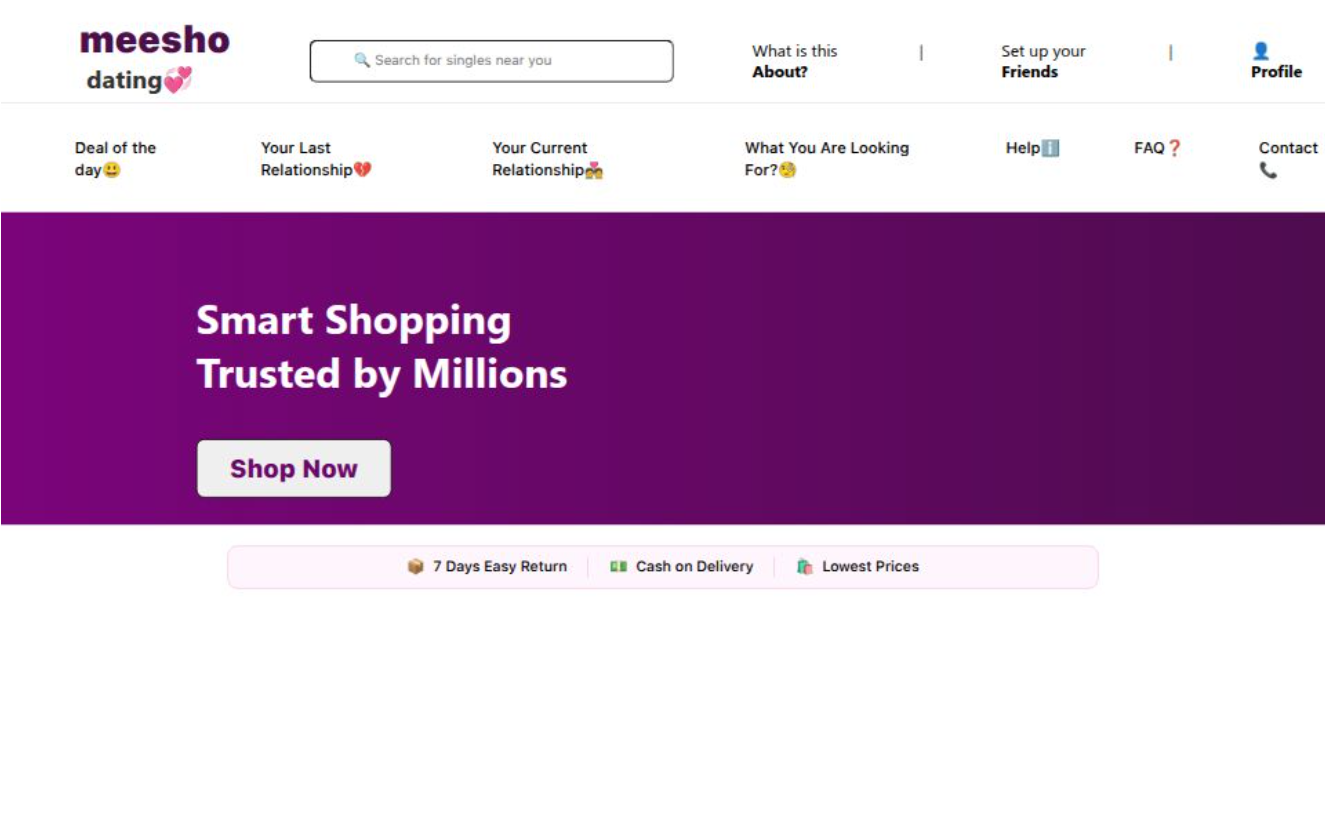 meesho
dating💞
🔍 Search for singles near you
What is this
About?
|
Set up your
Friends
|
👤
Profile
Deal of the
day😃
Your Last
Relationship💔
Your Current
Relationship💑
What You Are Looking
For?🧐
Helpℹ️
FAQ❓
Contact
📞
Smart Shopping
Trusted by Millions
Shop Now
📦 7 Days Easy Return
💵 Cash on Delivery
🛍️ Lowest Prices